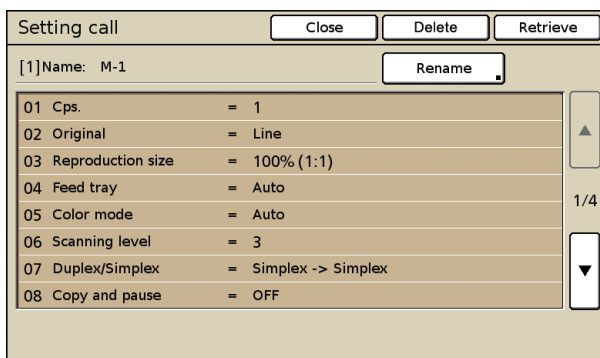 Setting call Close Delete Retrieve
[1]Name: M-1 Rename
01 Cps. = 1
02 Original = Line
03 Reproduction size = 100% (1:1)
04 Feed tray = Auto
05 Color mode = Auto
06 Scanning level = 3
07 Duplex/Simplex = Simplex -> Simplex
08 Copy and pause = OFF
1/4